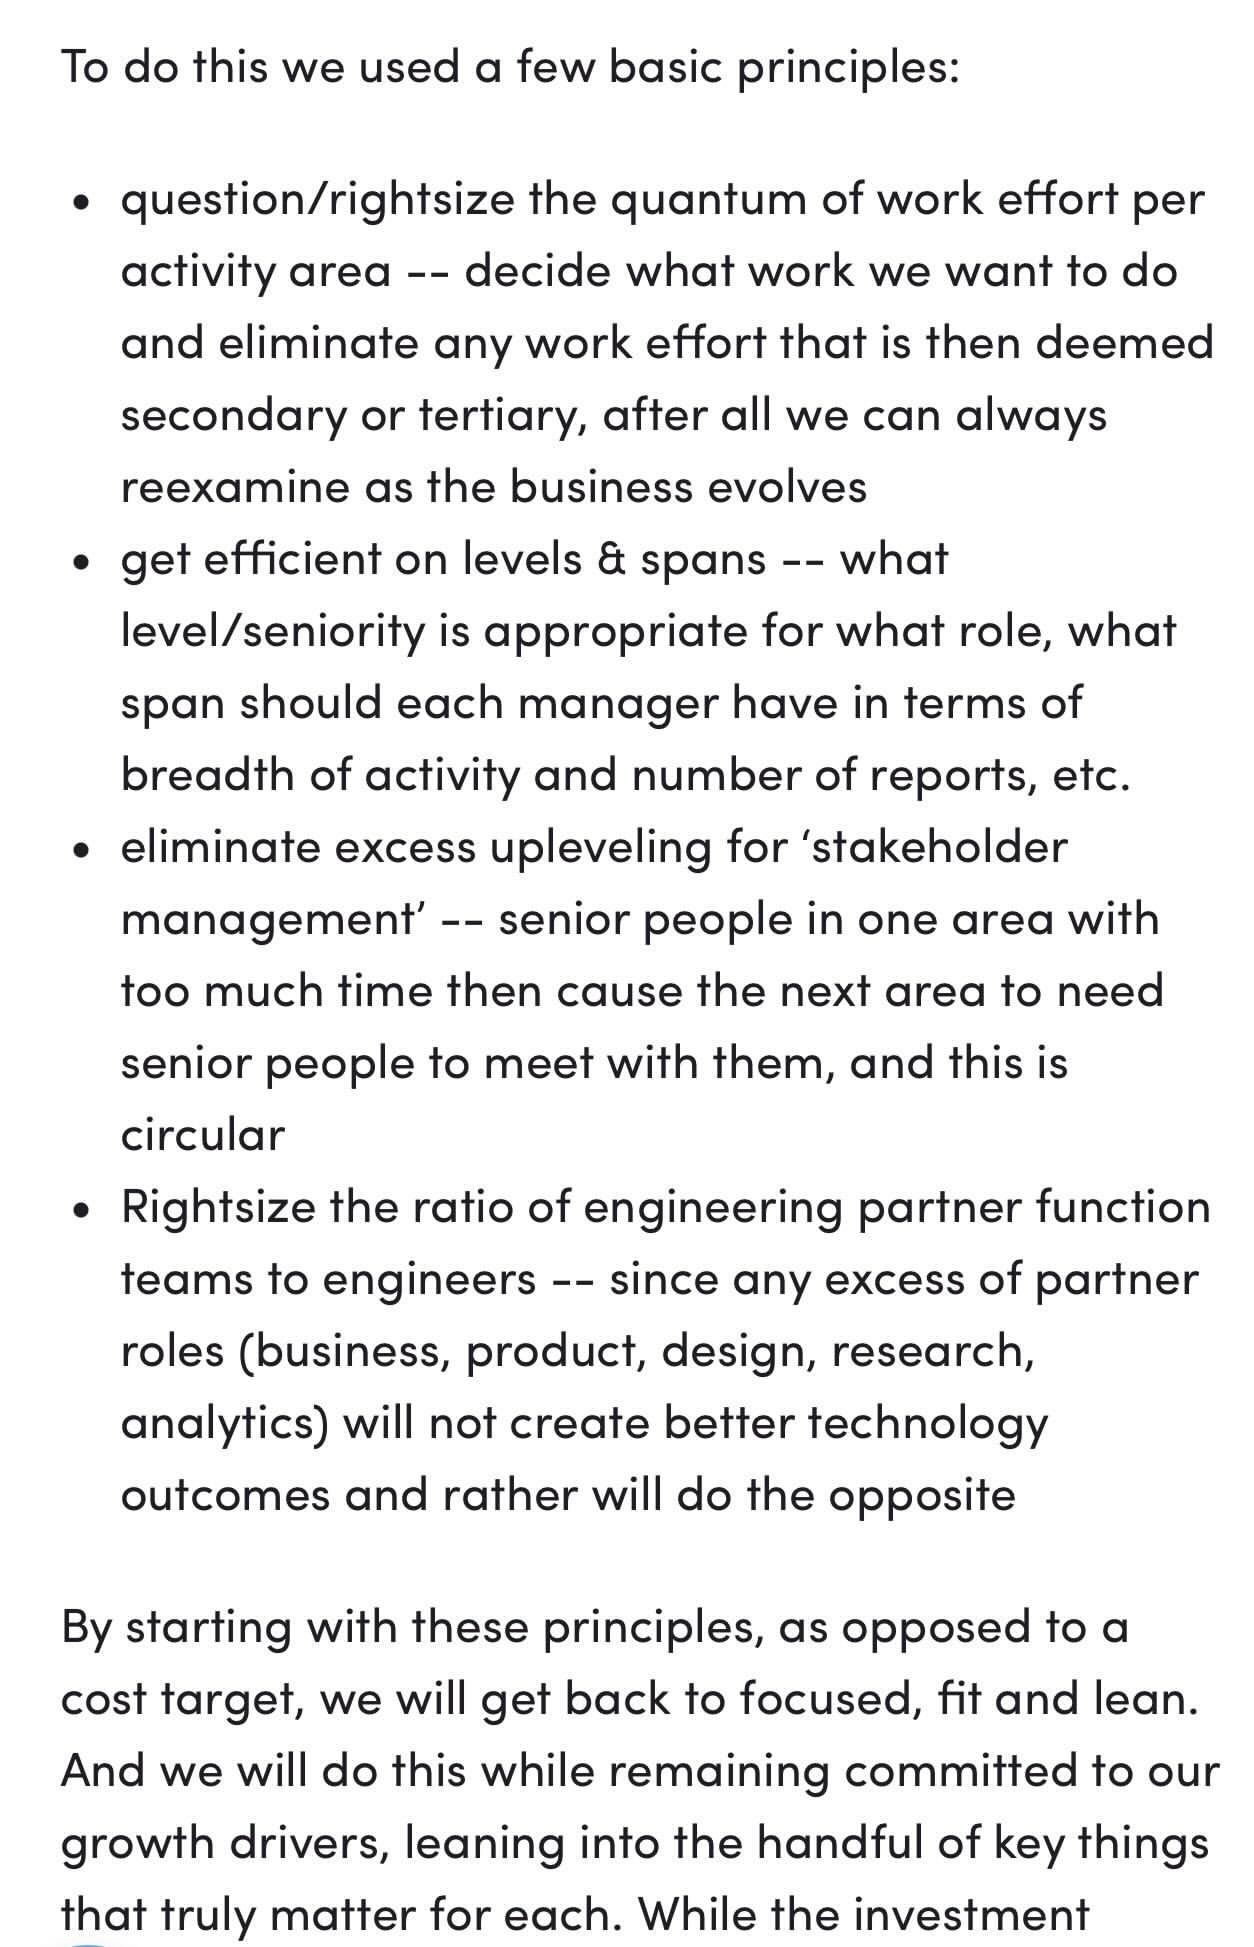 To do this we used a few basic principles:
• question/rightsize the quantum of work effort per
activity area -- decide what work we want to do
and eliminate any work effort that is then deemed
secondary or tertiary, after all we can always
reexamine as the business evolves
• get efficient on levels & spans -- what
level/seniority is appropriate for what role, what
span should each manager have in terms of
breadth of activity and number of reports, etc.
• eliminate excess upleveling for ‘stakeholder
management’ -- senior people in one area with
too much time then cause the next area to need
senior people to meet with them, and this is
circular
• Rightsize the ratio of engineering partner function
teams to engineers -- since any excess of partner
roles (business, product, design, research,
analytics) will not create better technology
outcomes and rather will do the opposite
By starting with these principles, as opposed to a
cost target, we will get back to focused, fit and lean.
And we will do this while remaining committed to our
growth drivers, leaning into the handful of key things
that truly matter for each. While the investment